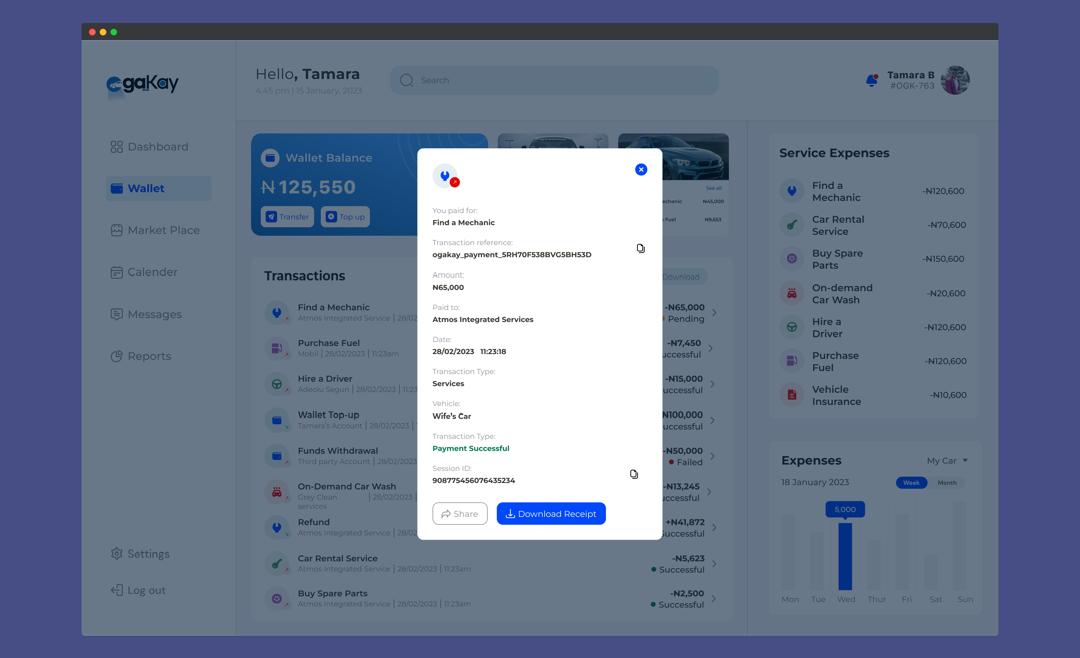 OgaKay
Hello, Tamara
4:45 pm | 15 January, 2023
Search
Tamara B
#OGK-763
Dashboard
Wallet
Market Place
Calender
Messages
Reports
Settings
Log out
Wallet Balance
₦ 125,550
Transfer
Top up
See all
₦45,000
₦9,653
Transactions
Download
Find a Mechanic
Atmos Integrated Service | 28/02
-₦65,000
Pending
Purchase Fuel
Mobil | 28/02/2023 | 11:23am
-₦7,450
Hire a Driver
Adeolu Segun | 28/02/2023 | 11:23
-₦15,000
Wallet Top-up
Tamara's Account | 28/02/2023 |
Funds Withdrawal
Third party Account | 28/02/2023
-₦50,000
Failed
On-Demand Car Wash
Grey Clean services | 28/02/2023
-₦13,245
Refund
Atmos Integrated Service | 28/02
+₦41,872
Car Rental Service
Atmos Integrated Service | 28/02/2023 | 11:23am
-₦5,623
Successful
Buy Spare Parts
Atmos Integrated Service | 28/02/2023 | 11:23am
-₦2,500
Successful
You paid for:
Find a Mechanic
Transaction reference:
ogakay_payment_5RH70F538BVG5BH53D
Amount:
₦65,000
Paid to:
Atmos Integrated Services
Date:
28/02/2023 11:23:18
Transaction Type:
Services
Vehicle:
Wife's Car
Transaction Type:
Payment Successful
Session ID:
908775456076435234
Share
Download Receipt
Service Expenses
Find a
Mechanic
-₦120,600
Car Rental
Service
-₦70,600
Buy Spare
Parts
-₦150,600
On-demand
Car Wash
-₦20,600
Hire a
Driver
-₦120,600
Purchase
Fuel
-₦120,600
Vehicle
Insurance
-₦10,600
Expenses
My Car
18 January 2023
Week
Month
5,000
Mon Tue Wed Thur Fri Sat Sun